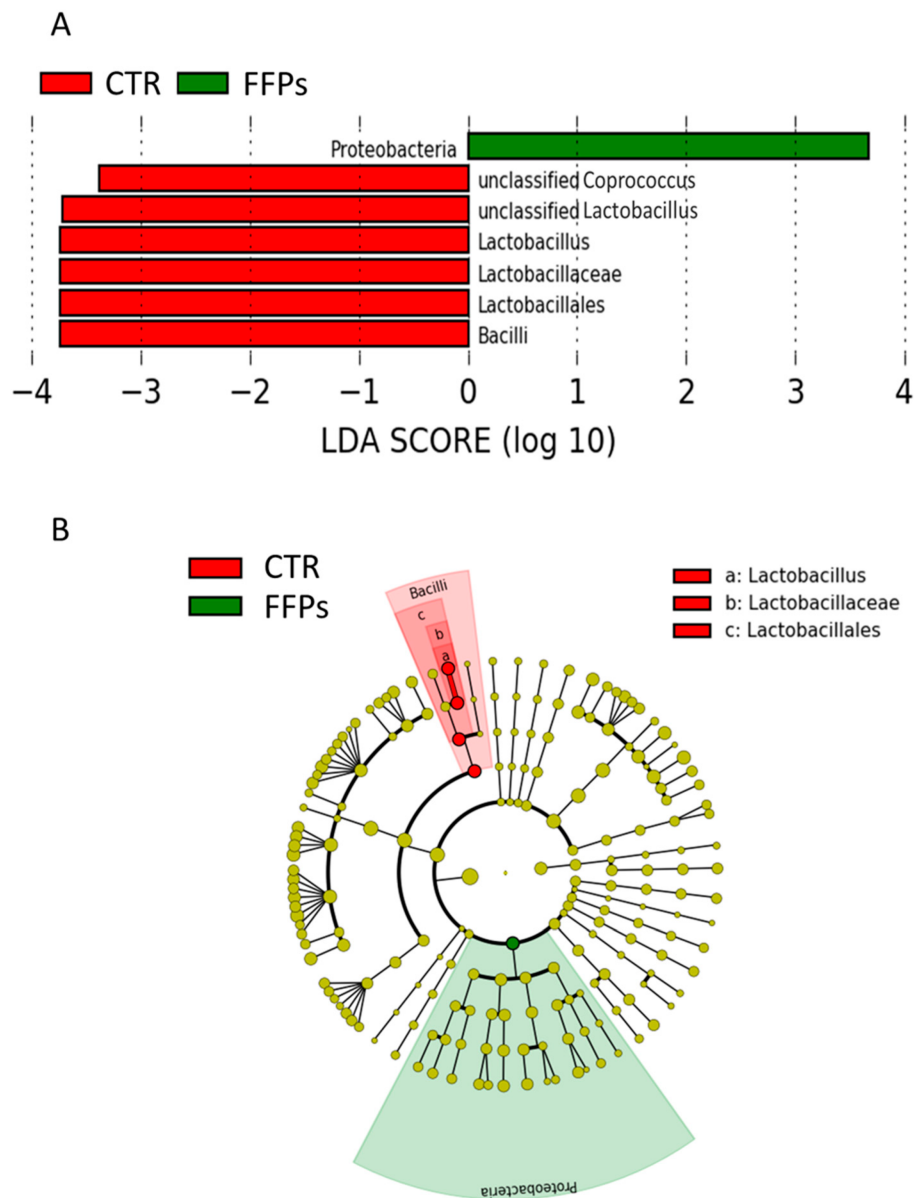 A
CTR FFPs
Proteobacteria
unclassified Coprococcus
unclassified Lactobacillus
Lactobacillus
Lactobacillaceae
Lactobacillales
Bacilli
−4 −3 −2 −1 0 1 2 3 4
LDA SCORE (log 10)
B
CTR
FFPs
a: Lactobacillus
b: Lactobacillaceae
c: Lactobacillales
Bacilli
c
b
a
Proteobacteria